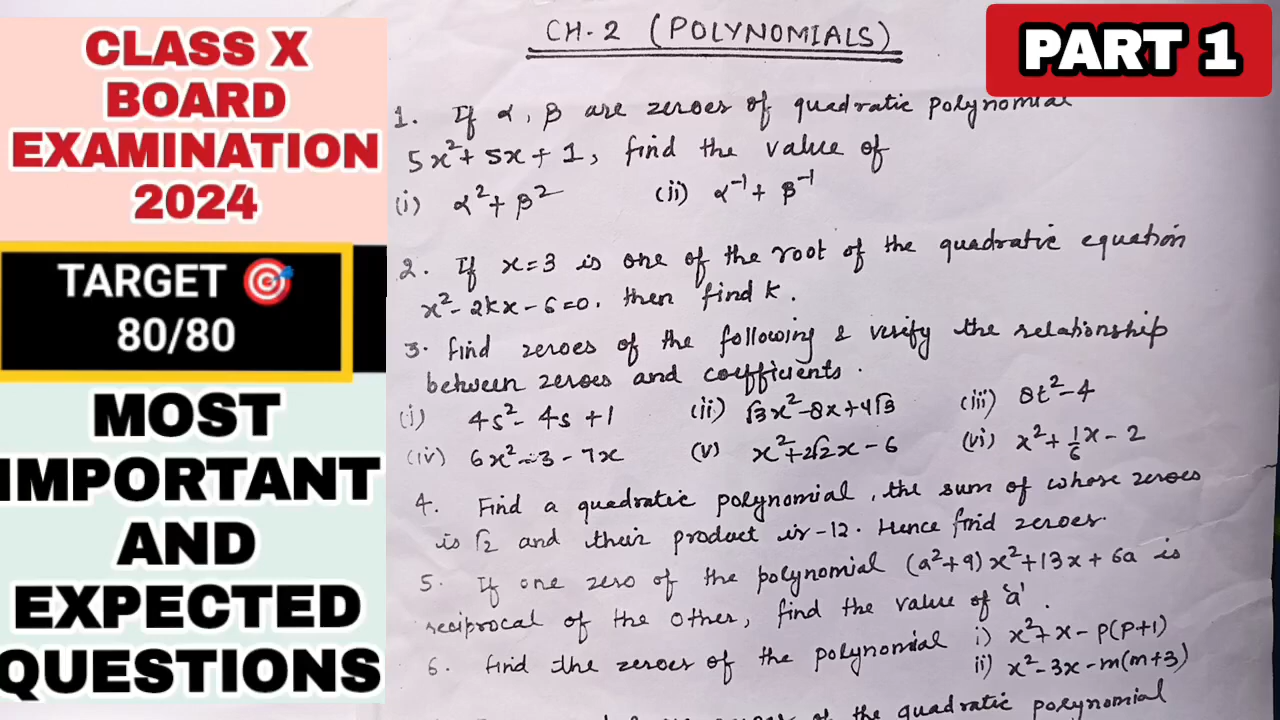 CLASS X
BOARD
EXAMINATION
2024
TARGET 🎯
80/80
MOST
IMPORTANT
AND
EXPECTED
QUESTIONS
PART 1
CH. 2 (POLYNOMIALS)
1. If α, β are zeroes of quadratic polynomial
5x²+ 5x + 1, find the value of
(i) α²+ β² (ii) α⁻¹+ β⁻¹
2. If x=3 is one of the root of the quadratic equation
x²- 2kx - 6=0. then find k.
3. find zeroes of the following & verify the relationship
between zeroes and coefficients.
(i) 4s²- 4s +1 (ii) √3x²-8x+4√3 (iii) 8t²-4
(iv) 6x²-3-7x (v) x²+2√2x-6 (vi) x²+ 1/6 x - 2
4. Find a quadratic polynomial, the sum of whose zeroes
is √2 and their product is -12. Hence find zeroes.
5. If one zero of the polynomial (a²+9)x²+13x+6a is
reciprocal of the other, find the value of 'a'.
6. find the zeroes of the polynomial i) x²+x-p(p+1)
ii) x²-3x-m(m+3)
of the quadratic polynomial